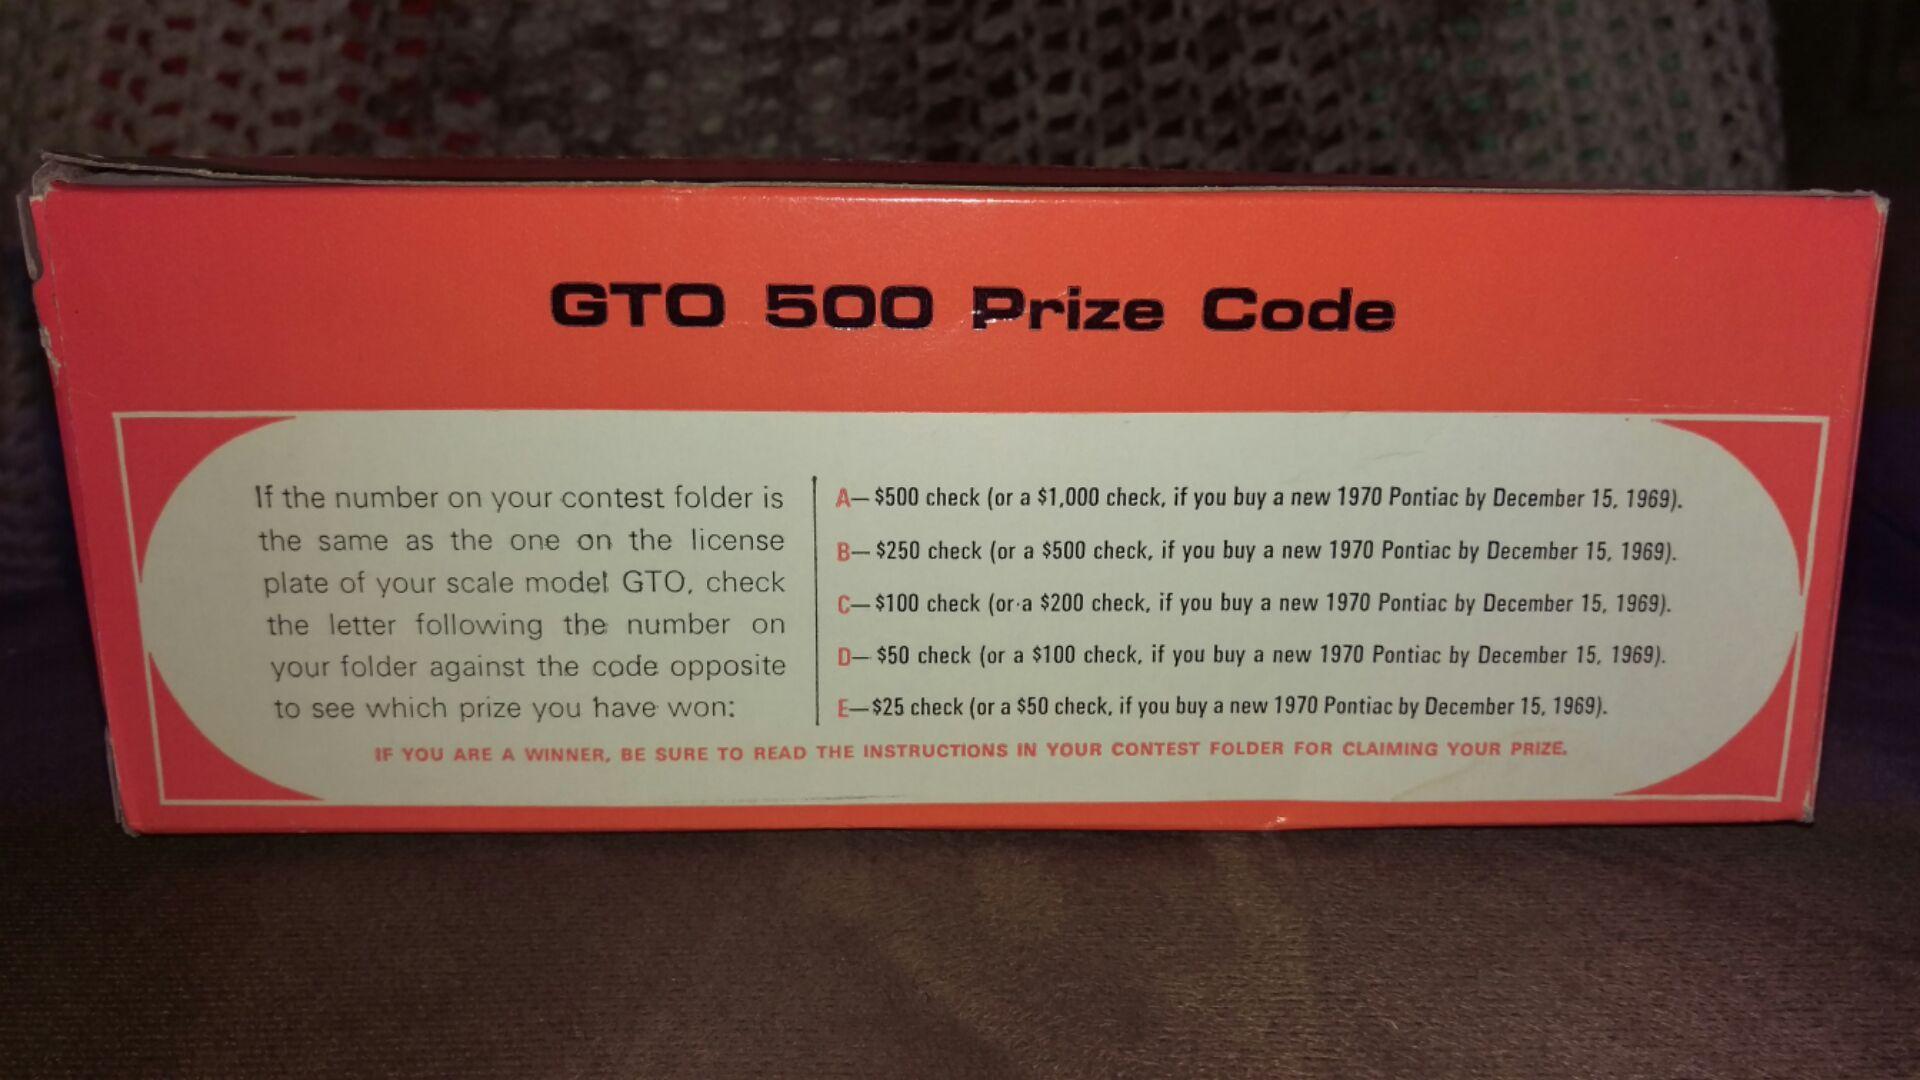 GTO 500 Prize Code
If the number on your contest folder is
the same as the one on the license
plate of your scale model GTO, check
the letter following the number on
your folder against the code opposite
to see which prize you have won:
A— $500 check (or a $1,000 check, if you buy a new 1970 Pontiac by December 15, 1969).
B— $250 check (or a $500 check, if you buy a new 1970 Pontiac by December 15, 1969).
C— $100 check (or a $200 check, if you buy a new 1970 Pontiac by December 15, 1969).
D— $50 check (or a $100 check, if you buy a new 1970 Pontiac by December 15, 1969).
E— $25 check (or a $50 check, if you buy a new 1970 Pontiac by December 15, 1969).
IF YOU ARE A WINNER, BE SURE TO READ THE INSTRUCTIONS IN YOUR CONTEST FOLDER FOR CLAIMING YOUR PRIZE.